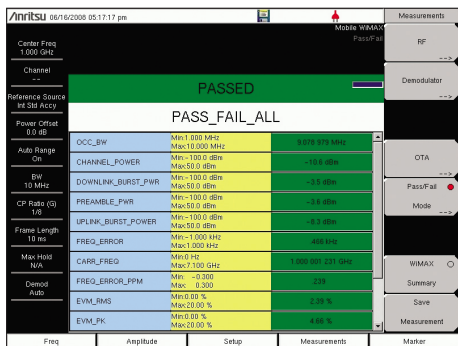 Anritsu 06/16/2008 05:17:17 pm
Mobile WiMAX
Pass/Fail
Center Freq
1.000 GHz
Channel
--
Reference Source
Int Std Accy
Power Offset
0.0 dB
Auto Range
On
BW
10 MHz
CP Ratio (G)
1/8
Frame Length
10 ms
Max Hold
N/A
Demod
Auto
PASSED
PASS_FAIL_ALL
OCC_BW Min:1.000 MHz Max:10.000 MHz 9.078 979 MHz
CHANNEL_POWER Min:-100.0 dBm Max:50.0 dBm -10.6 dBm
DOWNLINK_BURST_PWR Min:-100.0 dBm Max:50.0 dBm -3.5 dBm
PREAMBLE_PWR Min:-100.0 dBm Max:50.0 dBm -3.6 dBm
UPLINK_BURST_POWER Min:-100.0 dBm Max:50.0 dBm
FREQ_ERROR Min:-1.000 kHz Max:1.000 kHz
CARR_FREQ Min:0 Hz Max:7.100 GHz 1.000 001 231 GHz
FREQ_ERROR_PPM Min: -0.300 Max: 0.300
EVM_RMS Min:0.00 % Max:20.00 % 2.39 %
EVM_PK Min:0.00 % Max:20.00 % 4.66 %
Measurements
RF
-->
Demodulator
-->
OTA
-->
Pass/Fail
Mode
-->
WiMAX
Summary
Save
Measurement
Freq Amplitude Setup Measurements Marker